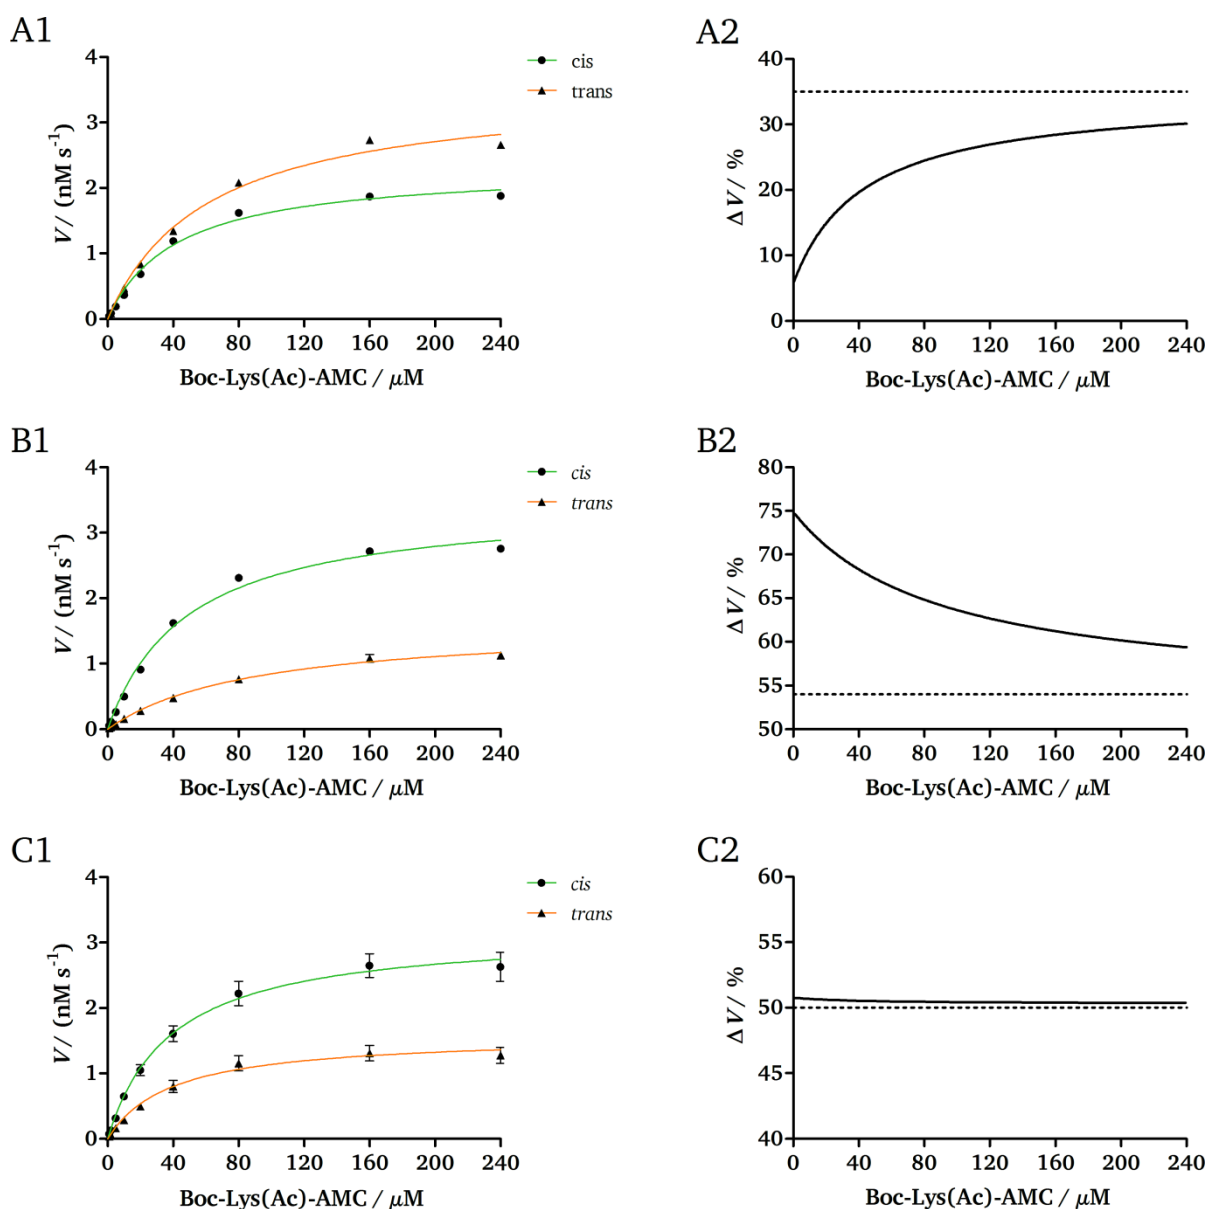 A1
4
3
2
1
0
V/ (nM s-1)
0 40 80 120 160 200 240
Boc-Lys(Ac)-AMC / μM
cis
trans
A2
40
30
20
10
0
ΔV/ %
0 40 80 120 160 200 240
Boc-Lys(Ac)-AMC / μM
B1
4
3
2
1
0
V/ (nM s-1)
0 40 80 120 160 200 240
Boc-Lys(Ac)-AMC / μM
cis
trans
B2
80
75
70
65
60
55
50
ΔV/ %
0 40 80 120 160 200 240
Boc-Lys(Ac)-AMC / μM
C1
4
3
2
1
0
V/ (nM s-1)
0 40 80 120 160 200 240
Boc-Lys(Ac)-AMC / μM
cis
trans
C2
60
55
50
45
40
ΔV/ %
0 40 80 120 160 200 240
Boc-Lys(Ac)-AMC / μM